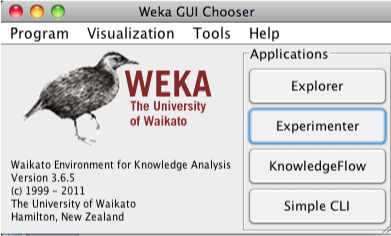 Weka GUI Chooser
Program Visualization Tools Help
WEKA
The University
of Waikato
Waikato Environment for Knowledge Analysis
Version 3.6.5
(c) 1999 - 2011
The University of Waikato
Hamilton, New Zealand
Applications
Explorer
Experimenter
KnowledgeFlow
Simple CLI